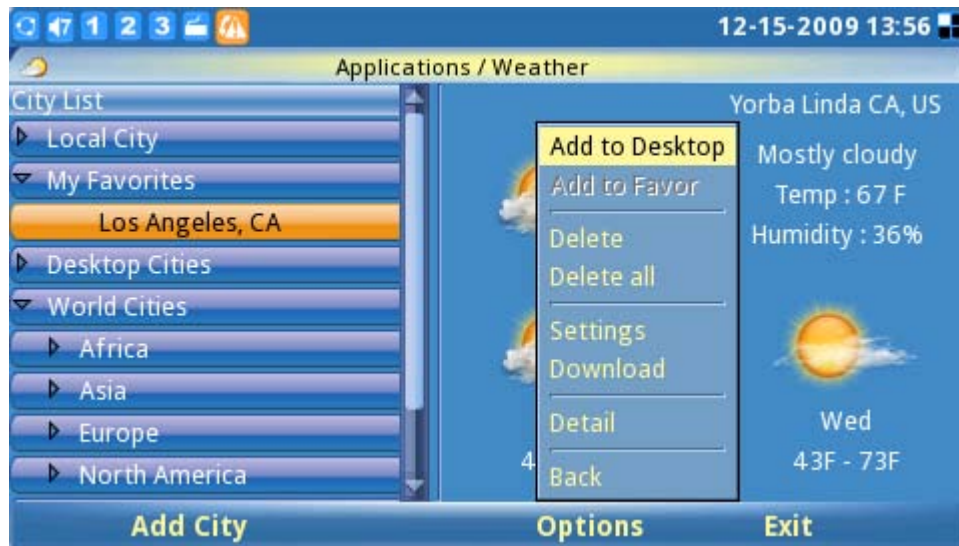 7 1 2 3 12-15-2009 13:56
Applications / Weather
City List
Local City
My Favorites
Los Angeles, CA
Desktop Cities
World Cities
Africa
Asia
Europe
North America
Yorba Linda CA, US
Mostly cloudy
Temp : 67 F
Humidity : 36%
Add to Desktop
Add to Favor
Delete
Delete all
Settings
Download
Detail
Back
Wed
4
43F - 73F
Add City Options Exit